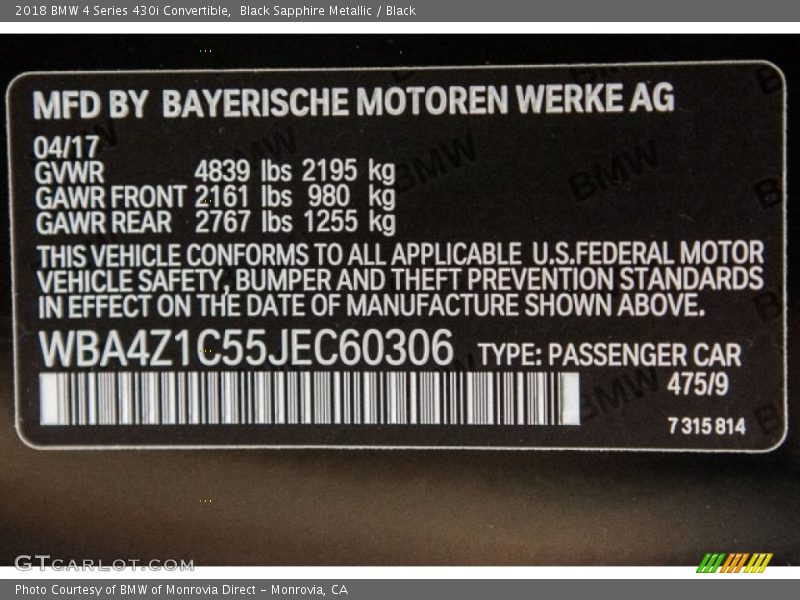 2018 BMW 4 Series 430i Convertible,  Black Sapphire Metallic / Black
MFD BY BAYERISCHE MOTOREN WERKE AG
04/17
GVWR 4839 lbs 2195 kg
GAWR FRONT 2161 lbs 980 kg
GAWR REAR 2767 lbs 1255 kg
THIS VEHICLE CONFORMS TO ALL APPLICABLE U.S.FEDERAL MOTOR
VEHICLE SAFETY, BUMPER AND THEFT PREVENTION STANDARDS
IN EFFECT ON THE DATE OF MANUFACTURE SHOWN ABOVE.
WBA4Z1C55JEC60306 TYPE: PASSENGER CAR
475/9
7 315 814
GTCARLOT.COM
Photo Courtesy of BMW of Monrovia Direct - Monrovia, CA